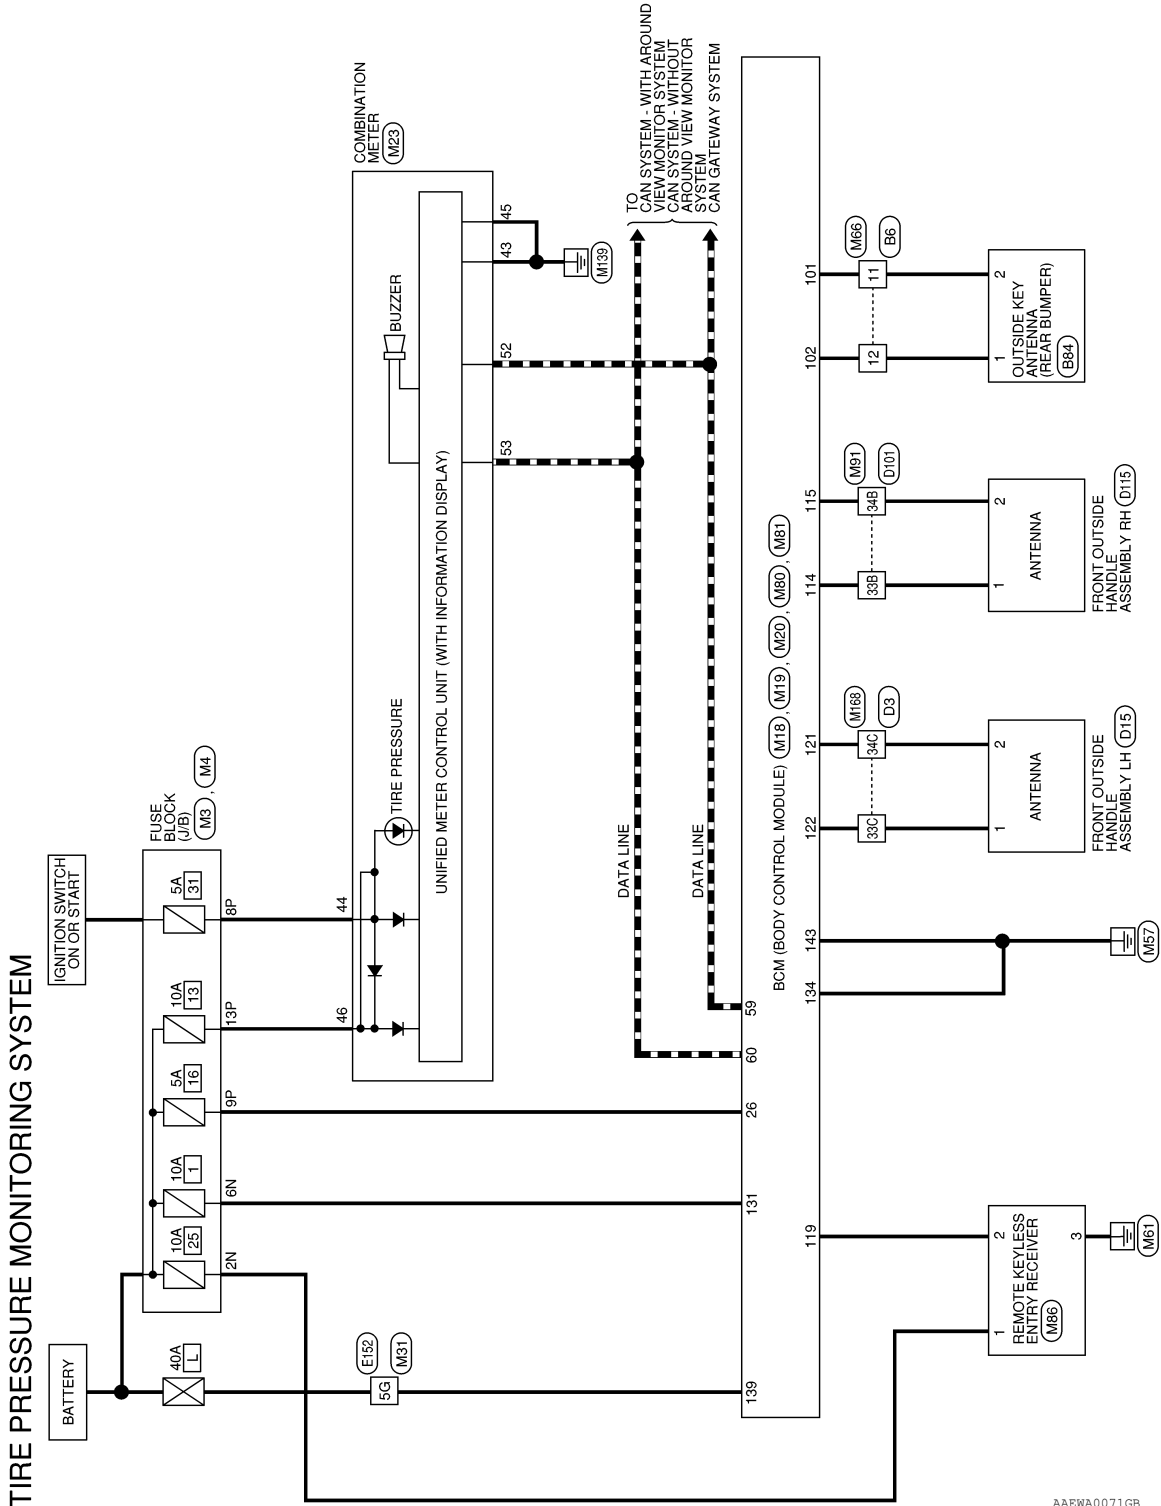 TIRE PRESSURE MONITORING SYSTEM
BATTERY
IGNITION SWITCH
ON OR START
40A
L
10A
25
10A
1
5A
16
10A
13
5A
31
FUSE
BLOCK
(J/B)
M3 , M4
2N
6N
9P
13P
8P
E152
5G
M31
46
44
COMBINATION
METER
M23
TIRE PRESSURE
BUZZER
UNIFIED METER CONTROL UNIT (WITH INFORMATION DISPLAY)
53
52
43
45
M139
DATA LINE
DATA LINE
TO
CAN SYSTEM - WITH AROUND
VIEW MONITOR SYSTEM
CAN SYSTEM - WITHOUT
AROUND VIEW MONITOR
SYSTEM
CAN GATEWAY SYSTEM
139
131
26
60
59
BCM (BODY CONTROL MODULE) M18 , M19 , M20 , M80 , M81
119
134
143
122
121
114
115
102
101
M168
33C
34C
D3
M91
33B
34B
D101
M66
12
11
B6
1
2
REMOTE KEYLESS
ENTRY RECEIVER
M86
3
M61
M57
1
2
ANTENNA
FRONT OUTSIDE
HANDLE
ASSEMBLY LH D15
1
2
ANTENNA
FRONT OUTSIDE
HANDLE
ASSEMBLY RH D115
1
2
OUTSIDE KEY
ANTENNA
(REAR BUMPER)
B84
AAEWA0071GB